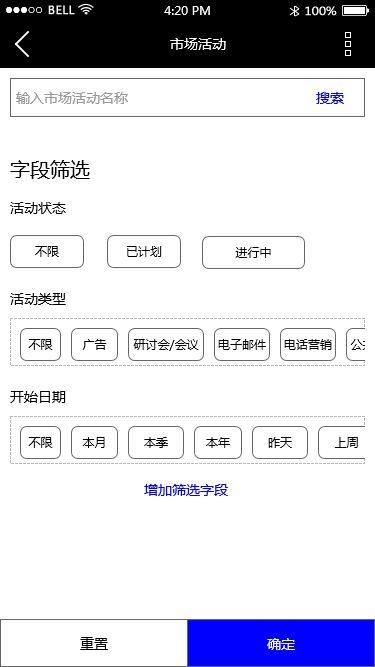 BELL 4:20 PM 100%
市场活动
输入市场活动名称 搜索
字段筛选
活动状态
不限 已计划 进行中
活动类型
不限 广告 研讨会/会议 电子邮件 电话营销 公
开始日期
不限 本月 本季 本年 昨天 上周
增加筛选字段
重置 确定